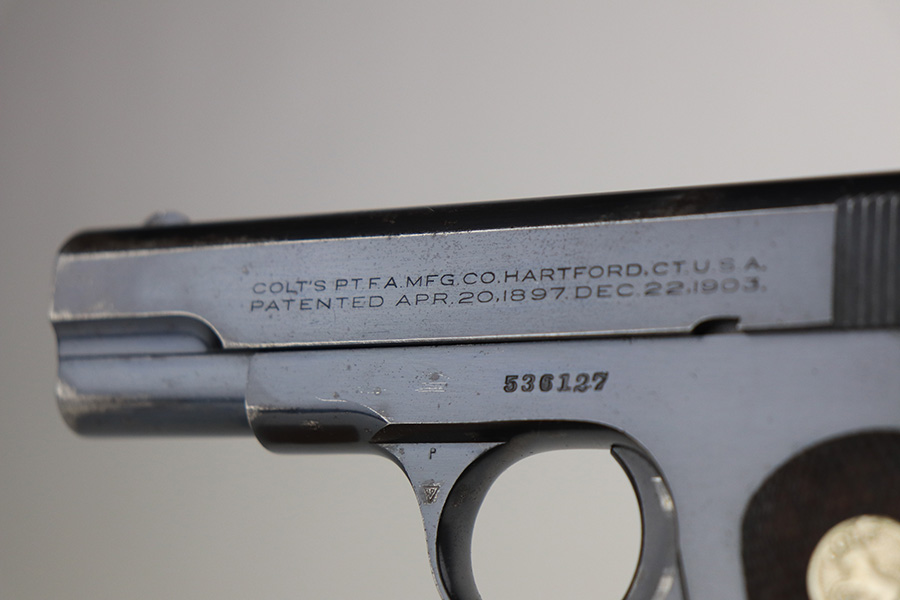 COLT'S PT.F.A.MFG.CO.HARTFORD,CT.U.S.A.
PATENTED APR.20,1897.DEC.22,1903.
536127
P